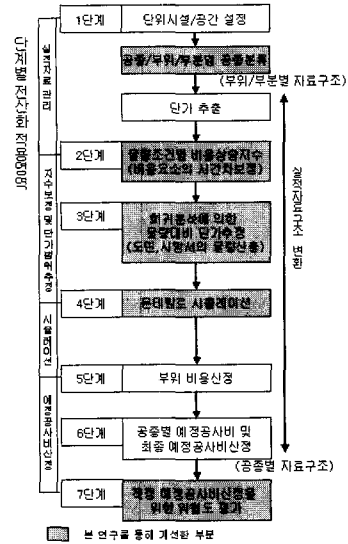 1단계
단위시설/공간 설정
공종/부위/부분별 공종분류
(부위/부분별 자료구조)
단가 추출
2단계
비용상승지수
(비용요소의 시간차보정)
3단계
회귀분석에 의한
물량대비 단가추정
(도면,시방서의 물량산출)
4단계
몬테칼로 시뮬레이션
5단계
부위 비용산정
6단계
공종별 예정공사비 및
최종 예정공사비산정
(공종별 자료구조)
7단계
적정 예정공사비산정을
위한 위험도 평가
단계별 전산화 적용영역
실적자료 관리
지수보정 및 단가범위추정
시뮬레이션
예정공사비산정
실적자료구조 변환
본 연구를 통해 개선한 부분